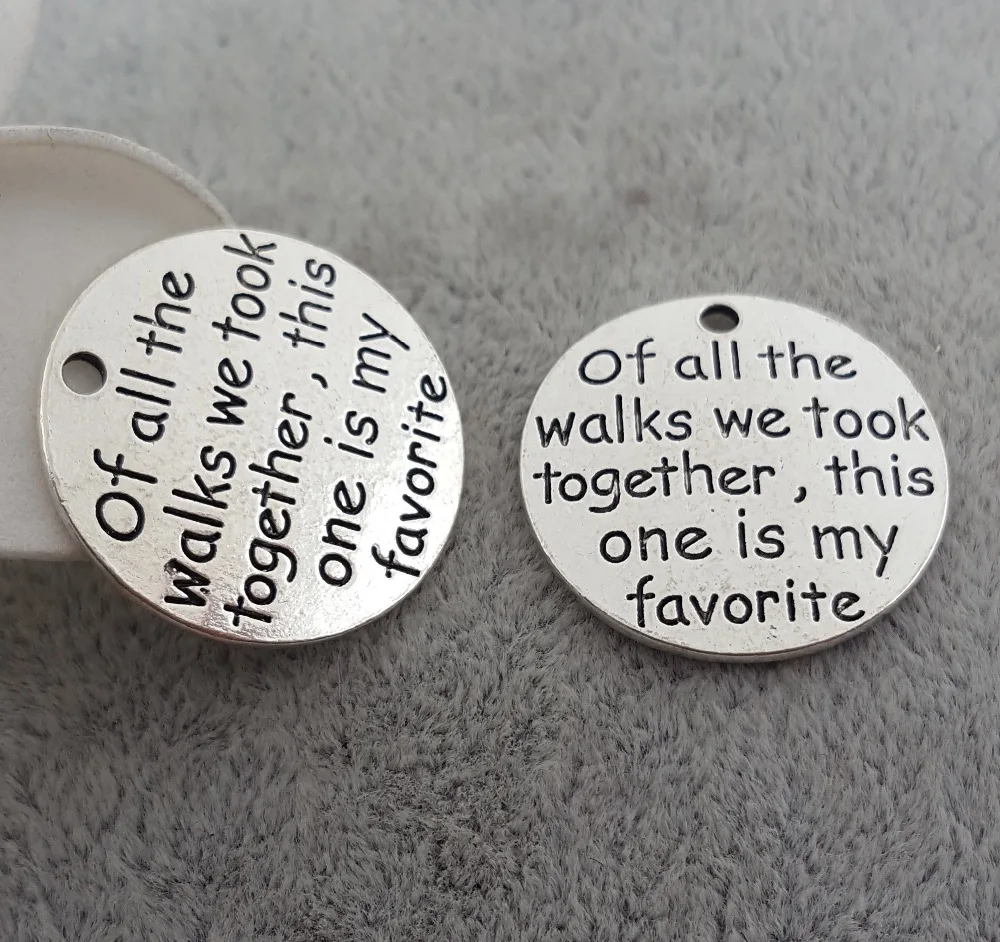 Of all the
walks we took
together , this
one is my
favorite
Of all the
walks we took
together , this
one is my
favorite